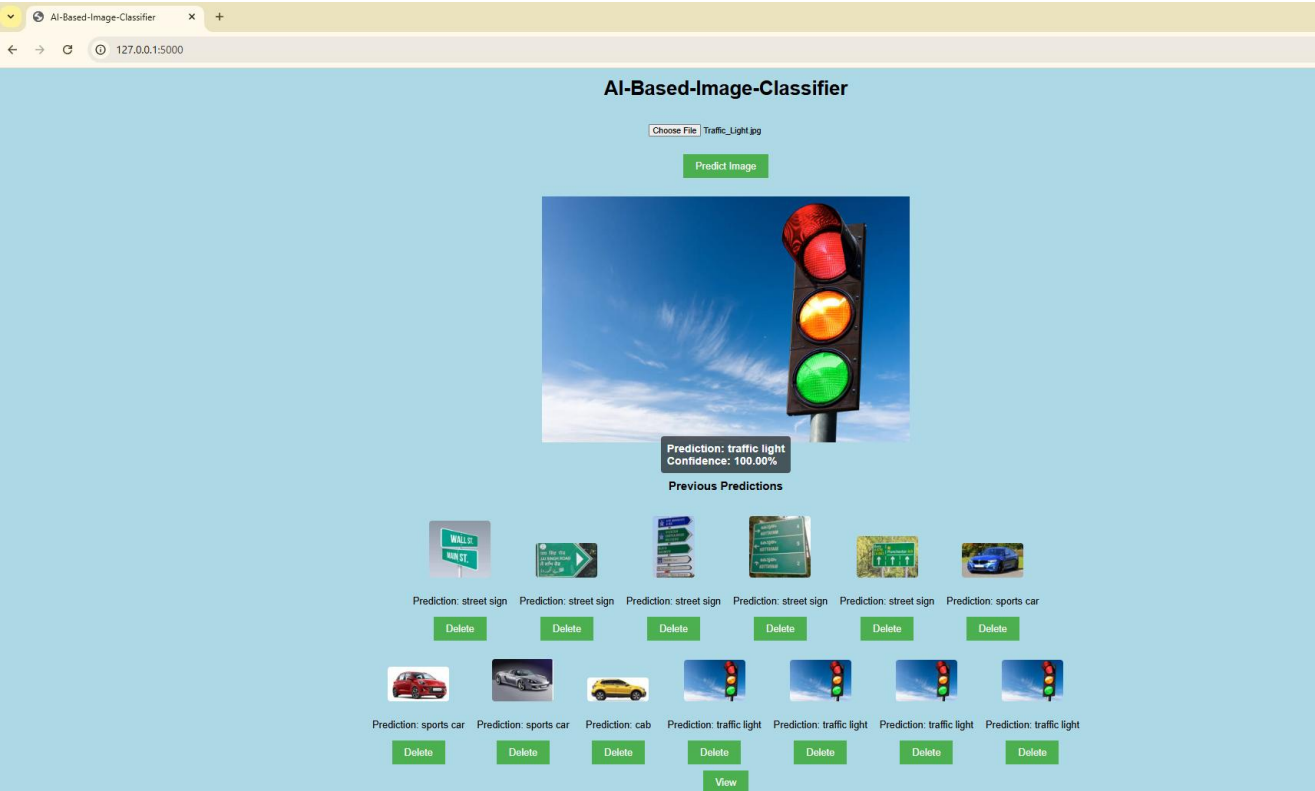 AI-Based-Image-Classifier
127.0.0.1:5000
AI-Based-Image-Classifier
Choose File Traffic_Light.jpg
Predict Image
Prediction: traffic light
Confidence: 100.00%
Previous Predictions
WALL ST.
MAIN ST.
Prediction: street sign Prediction: street sign Prediction: street sign Prediction: street sign Prediction: street sign Prediction: sports car
Delete Delete Delete Delete Delete Delete
Prediction: sports car Prediction: sports car Prediction: cab Prediction: traffic light Prediction: traffic light Prediction: traffic light Prediction: traffic light
Delete Delete Delete Delete Delete Delete Delete
View